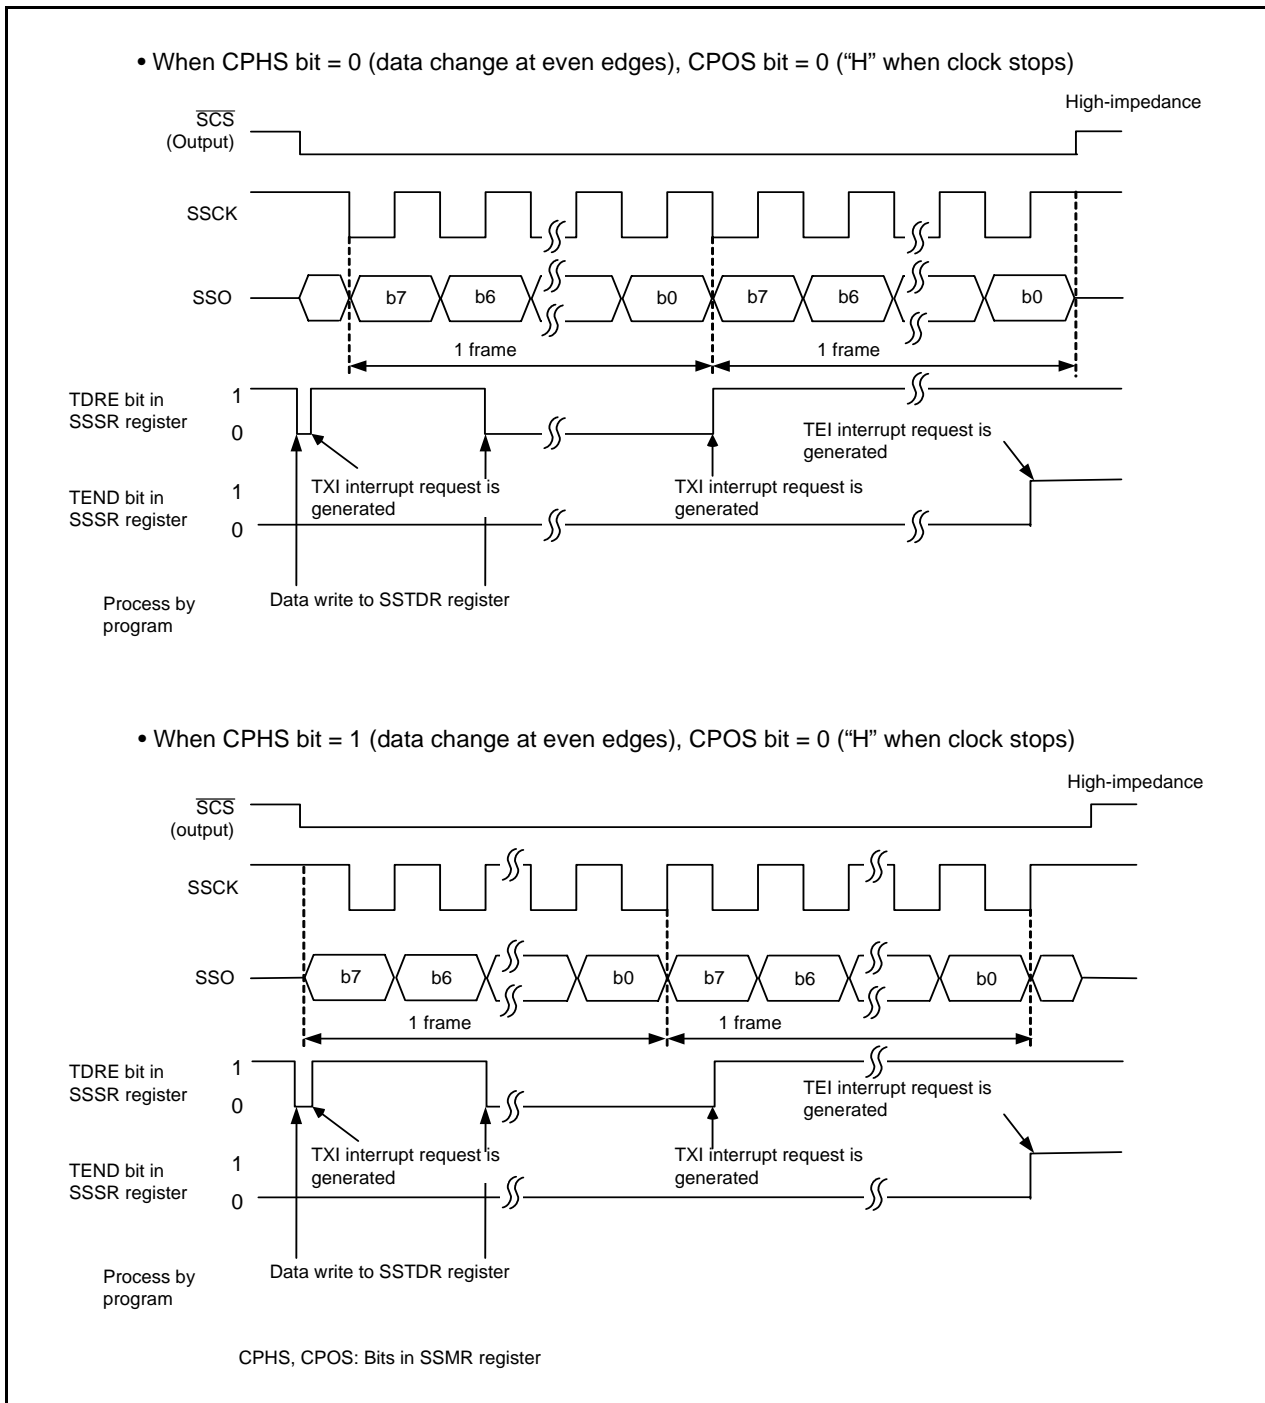 • When CPHS bit = 0 (data change at even edges), CPOS bit = 0 (“H” when clock stops)
High-impedance
SCS
(Output)
SSCK
SSO
b7 b6 b0 b7 b6 b0
1 frame 1 frame
TDRE bit in
SSSR register
1
0
TEI interrupt request is
generated
TXI interrupt request is
generated
TXI interrupt request is
generated
TEND bit in
SSSR register
1
0
Process by
program
Data write to SSTDR register
• When CPHS bit = 1 (data change at even edges), CPOS bit = 0 (“H” when clock stops)
High-impedance
SCS
(output)
SSCK
SSO
b7 b6 b0 b7 b6 b0
1 frame 1 frame
TDRE bit in
SSSR register
1
0
TEI interrupt request is
generated
TXI interrupt request is
generated
TXI interrupt request is
generated
TEND bit in
SSSR register
1
0
Process by
program
Data write to SSTDR register
CPHS, CPOS: Bits in SSMR register